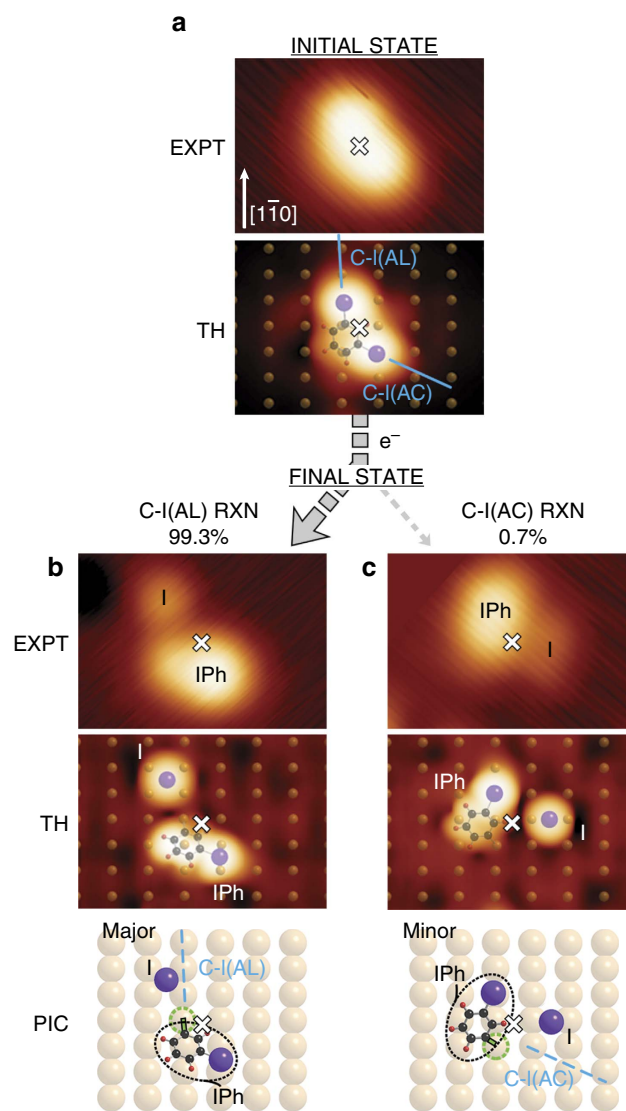 a
INITIAL STATE
EXPT
[11̅0]
C-I(AL)
TH
C-I(AC)
e–
FINAL STATE
C-I(AL) RXN
99.3%
C-I(AC) RXN
0.7%
b
c
I
IPh
EXPT
IPh
I
I
TH
IPh
IPh
I
Major
I
C-I(AL)
PIC
IPh
Minor
IPh
I
C-I(AC)